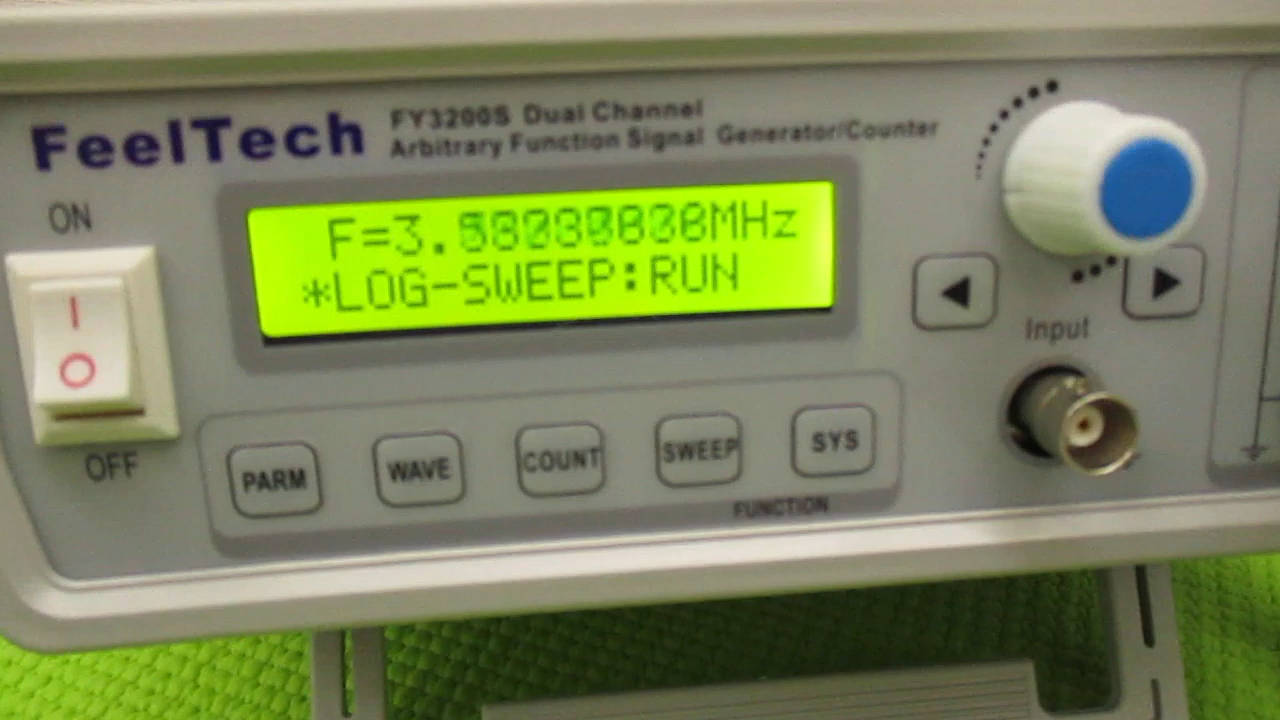 FeelTech
FY3200S Dual Channel
Arbitrary Function Signal Generator/Counter
ON
F=3. MHz
*LOG-SWEEP:RUN
I
O
OFF
Input
PARM
WAVE
COUNT
SWEEP
SYS
FUNCTION